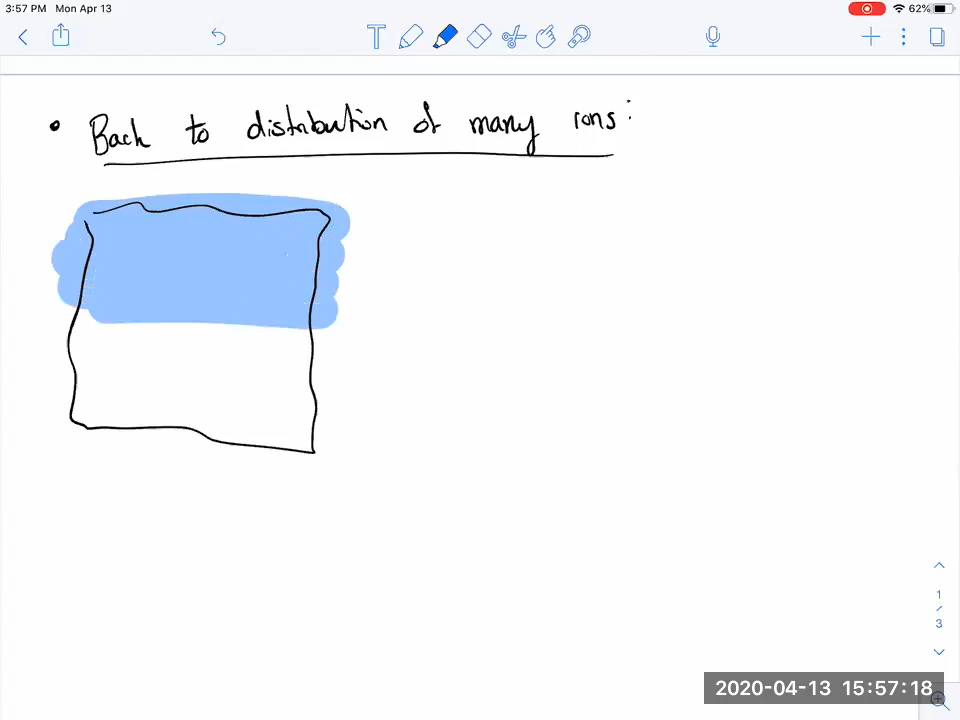 3:57 PM Mon Apr 13
62%
T
• Back to distribution of many ions:
1
/
3
2020-04-13 15:57:18